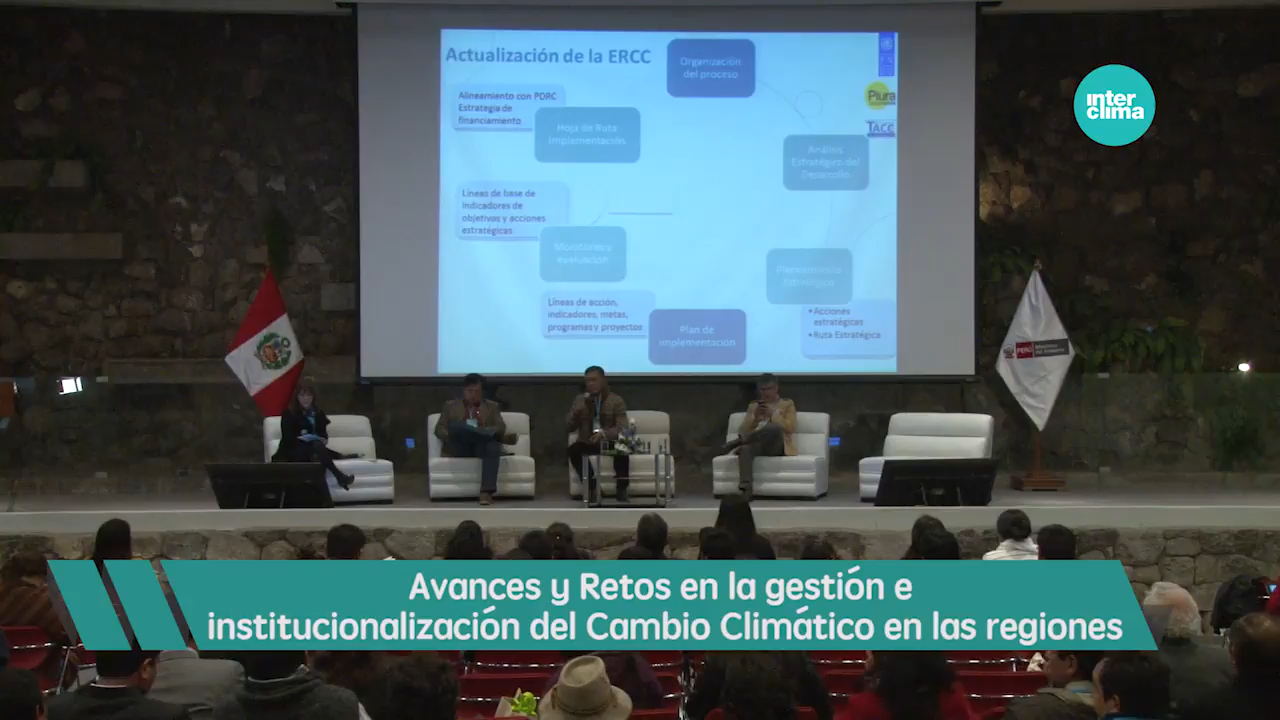 Actualización de la ERCC
Organización
del proceso
Piura
TACC
Alineamiento con PDRC
Estrategia de
financiamiento
Hoja de Ruta
Implementación
Análisis
Estratégico del
Desarrollo
Líneas de base de
indicadores de
objetivos y acciones
estratégicas
Monitoreo y
evaluación
Planeamiento
Estratégico
• Acciones
estratégicas
• Ruta Estratégica
Líneas de acción,
indicadores, metas,
programas y proyectos
Plan de
implementación
inter
clima
PERÚ
Avances y Retos en la gestión e
institucionalización del Cambio Climático en las regiones